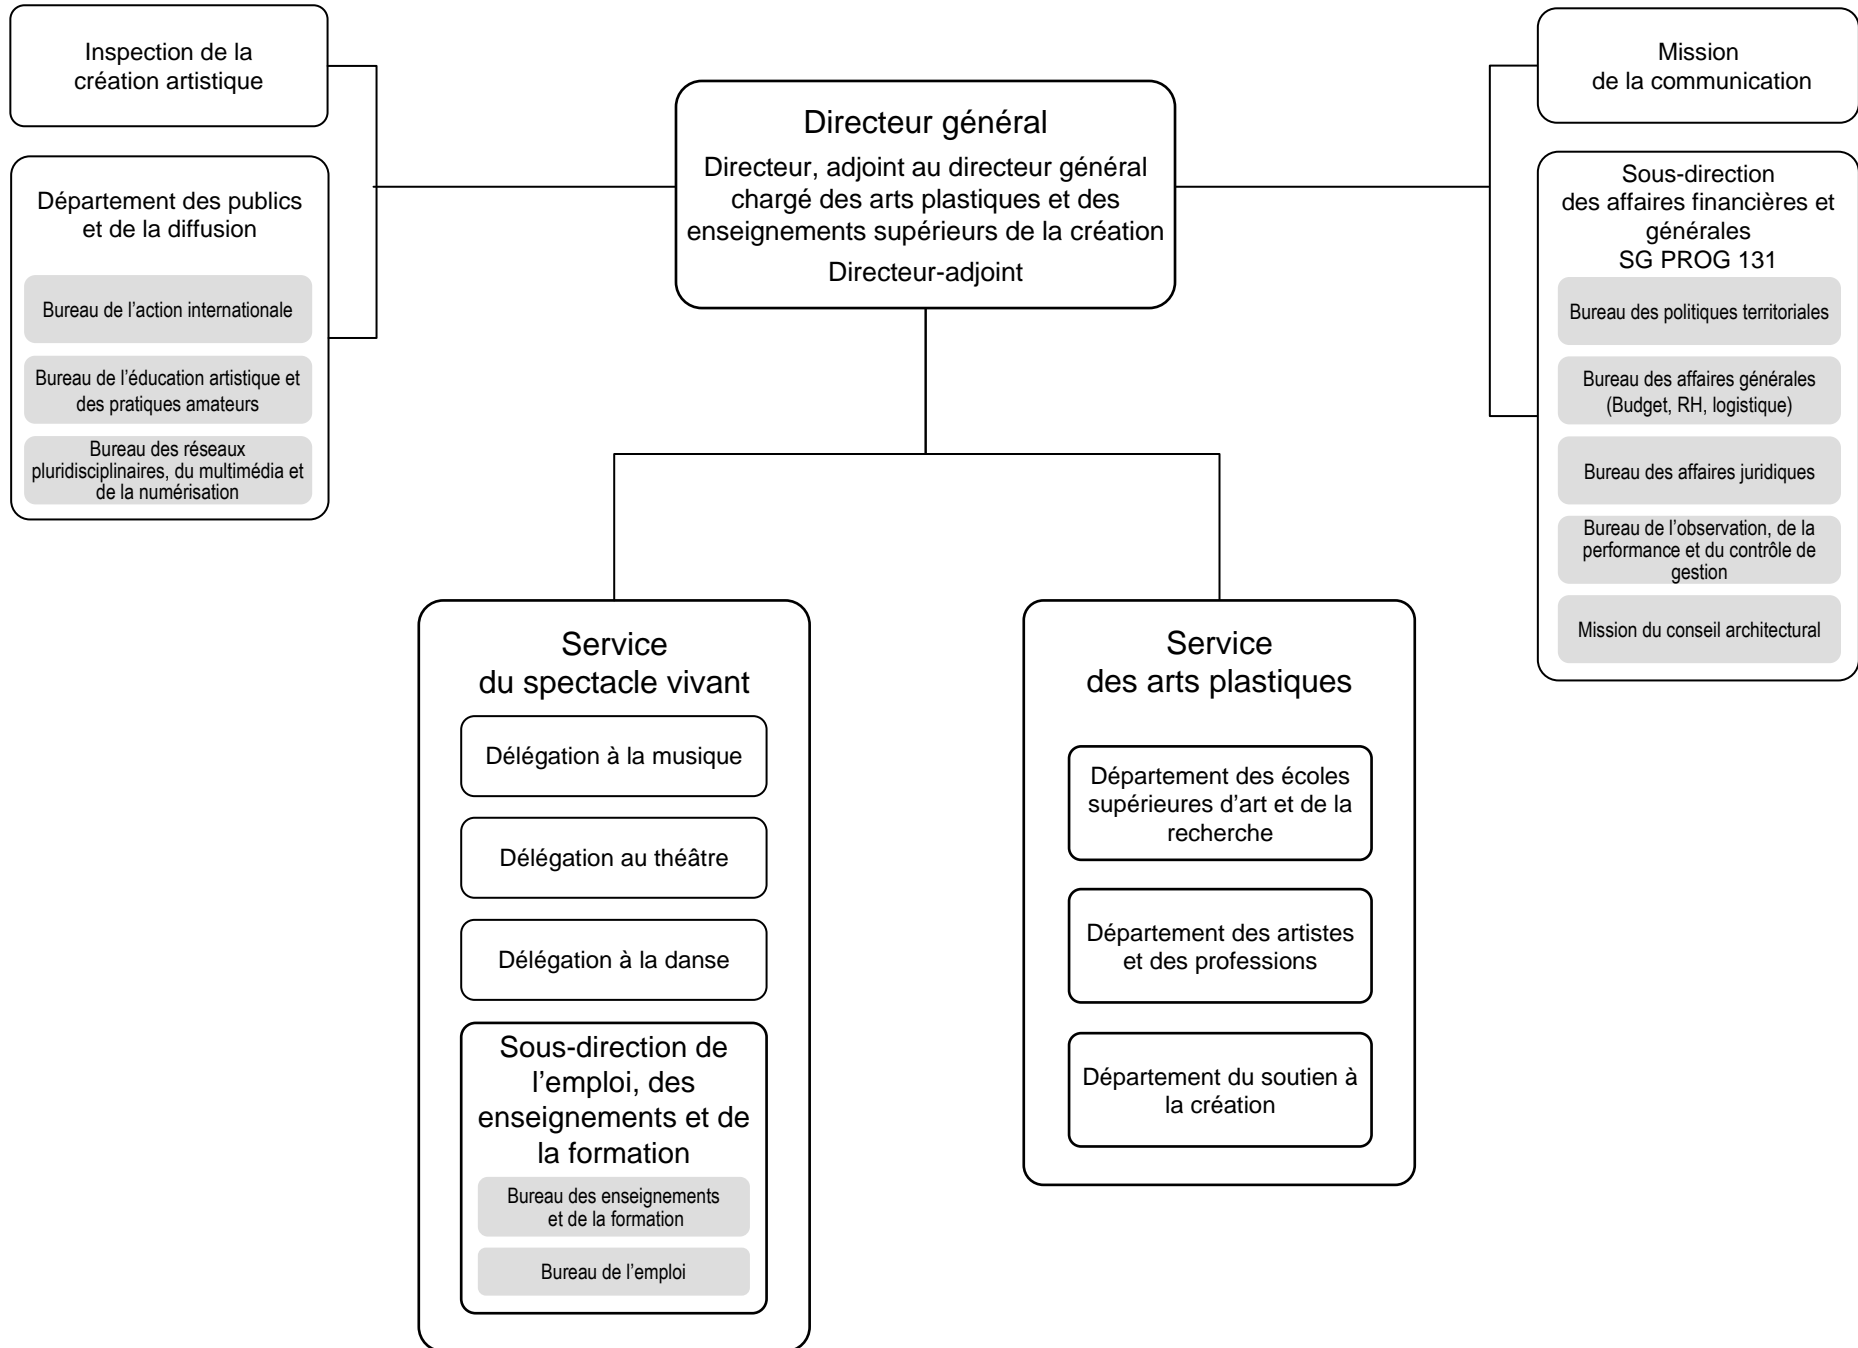 Inspection de la
création artistique
Département des publics
et de la diffusion
Bureau de l’action internationale
Bureau de l’éducation artistique et
des pratiques amateurs
Bureau des réseaux
pluridisciplinaires, du multimédia et
de la numérisation
Directeur général
Directeur, adjoint au directeur général
chargé des arts plastiques et des
enseignements supérieurs de la création
Directeur-adjoint
Mission
de la communication
Sous-direction
des affaires financières et
générales
SG PROG 131
Bureau des politiques territoriales
Bureau des affaires générales
(Budget, RH, logistique)
Bureau des affaires juridiques
Bureau de l’observation, de la
performance et du contrôle de
gestion
Mission du conseil architectural
Service
du spectacle vivant
Délégation à la musique
Délégation au théâtre
Délégation à la danse
Sous-direction de
l’emploi, des
enseignements et de
la formation
Bureau des enseignements
et de la formation
Bureau de l’emploi
Service
des arts plastiques
Département des écoles
supérieures d’art et de la
recherche
Département des artistes
et des professions
Département du soutien à
la création